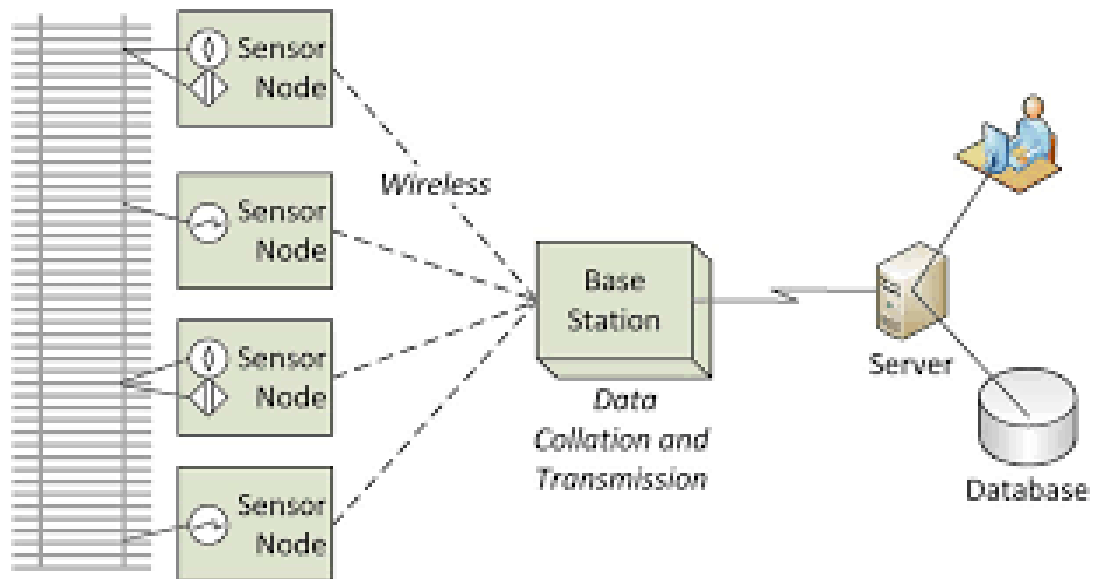 Sensor
Node
Wireless
Sensor
Node
Base
Station
Server
Sensor
Node
Data
Collation and
Transmission
Database
Sensor
Node